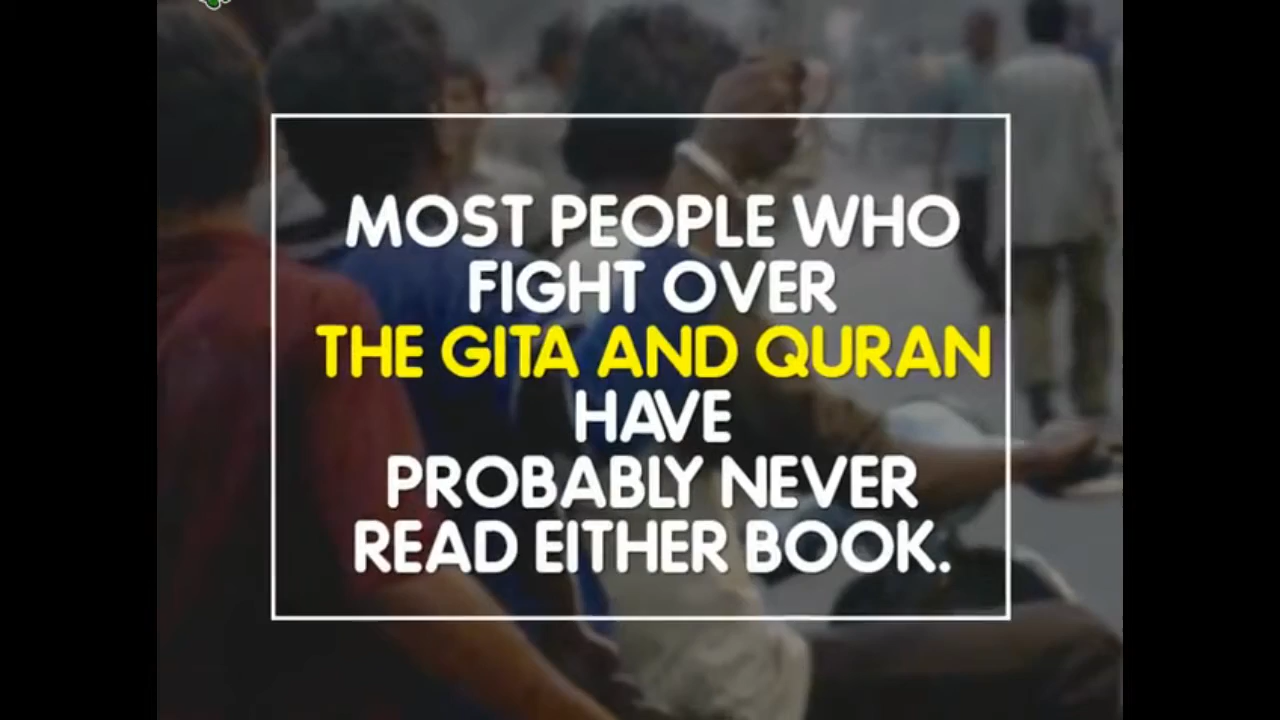 MOST PEOPLE WHO
FIGHT OVER
THE GITA AND QURAN
HAVE
PROBABLY NEVER
READ EITHER BOOK.